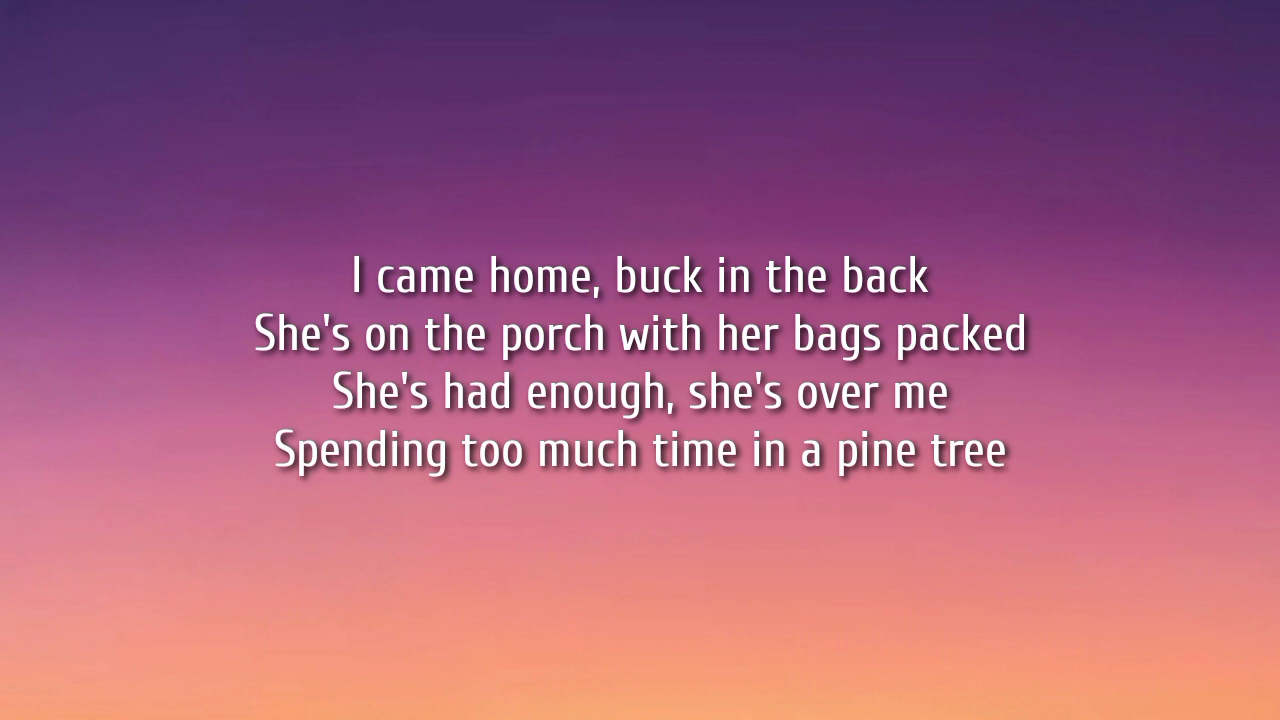 I came home, buck in the back
She's on the porch with her bags packed
She's had enough, she's over me
Spending too much time in a pine tree